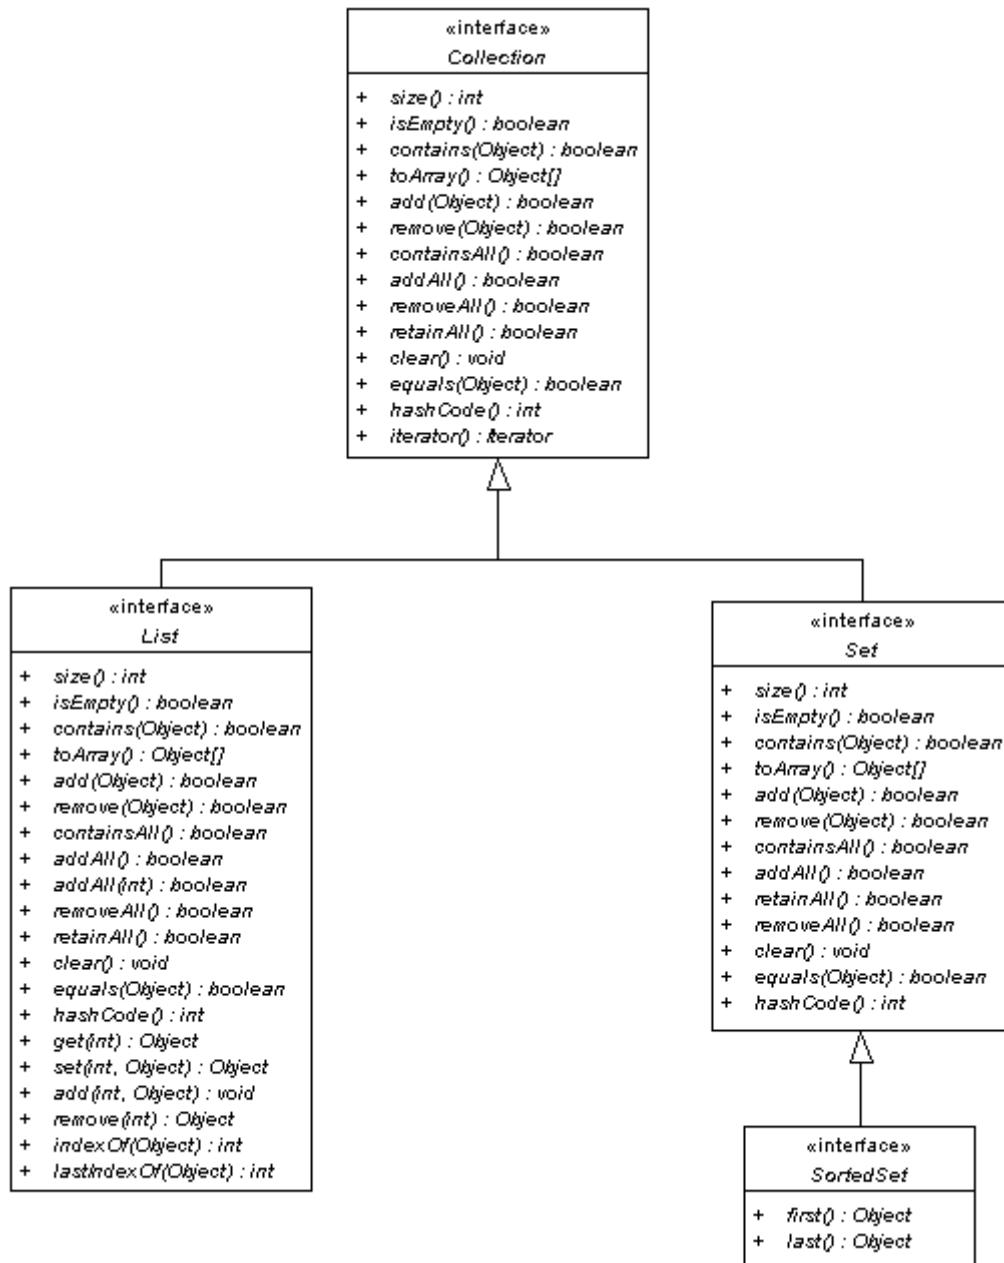 «interface»
Collection
+ size() : int
+ isEmpty() : boolean
+ contains(Object) : boolean
+ toArray() : Object[]
+ add(Object) : boolean
+ remove(Object) : boolean
+ containsAll() : boolean
+ addAll() : boolean
+ removeAll() : boolean
+ retainAll() : boolean
+ clear() : void
+ equals(Object) : boolean
+ hashCode() : int
+ iterator() : Iterator
«interface»
List
+ size() : int
+ isEmpty() : boolean
+ contains(Object) : boolean
+ toArray() : Object[]
+ add(Object) : boolean
+ remove(Object) : boolean
+ containsAll() : boolean
+ addAll() : boolean
+ addAll(int) : boolean
+ removeAll() : boolean
+ retainAll() : boolean
+ clear() : void
+ equals(Object) : boolean
+ hashCode() : int
+ get(int) : Object
+ set(int, Object) : Object
+ add(int, Object) : void
+ remove(int) : Object
+ indexOf(Object) : int
+ lastIndexOf(Object) : int
«interface»
Set
+ size() : int
+ isEmpty() : boolean
+ contains(Object) : boolean
+ toArray() : Object[]
+ add(Object) : boolean
+ remove(Object) : boolean
+ containsAll() : boolean
+ addAll() : boolean
+ retainAll() : boolean
+ removeAll() : boolean
+ clear() : void
+ equals(Object) : boolean
+ hashCode() : int
«interface»
SortedSet
+ first() : Object
+ last() : Object